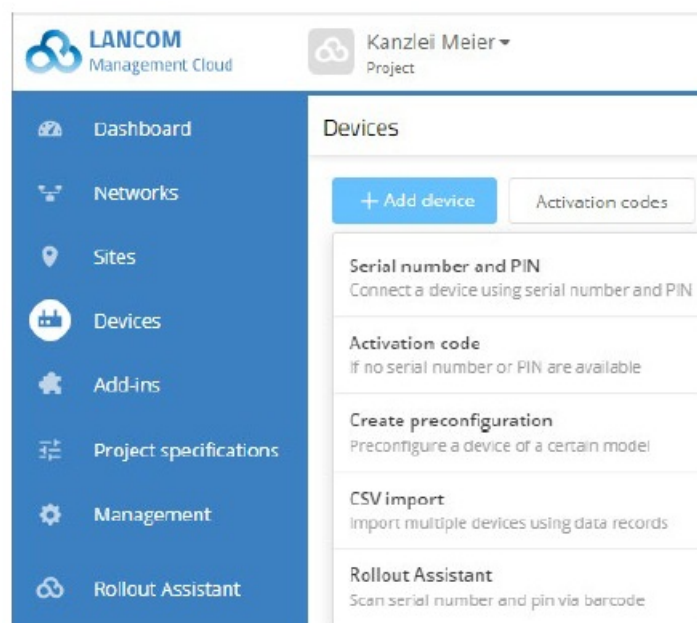 LANCOM
Management Cloud
Kanzlei Meier
Project
Dashboard
Networks
Sites
Devices
Add-ins
Project specifications
Management
Rollout Assistant
Devices
+ Add device
Activation codes
Serial number and PIN
Connect a device using serial number and PIN
Activation code
If no serial number or PIN are available
Create preconfiguration
Preconfigure a device of a certain model
CSV import
Import multiple devices using data records
Rollout Assistant
Scan serial number and pin via barcode